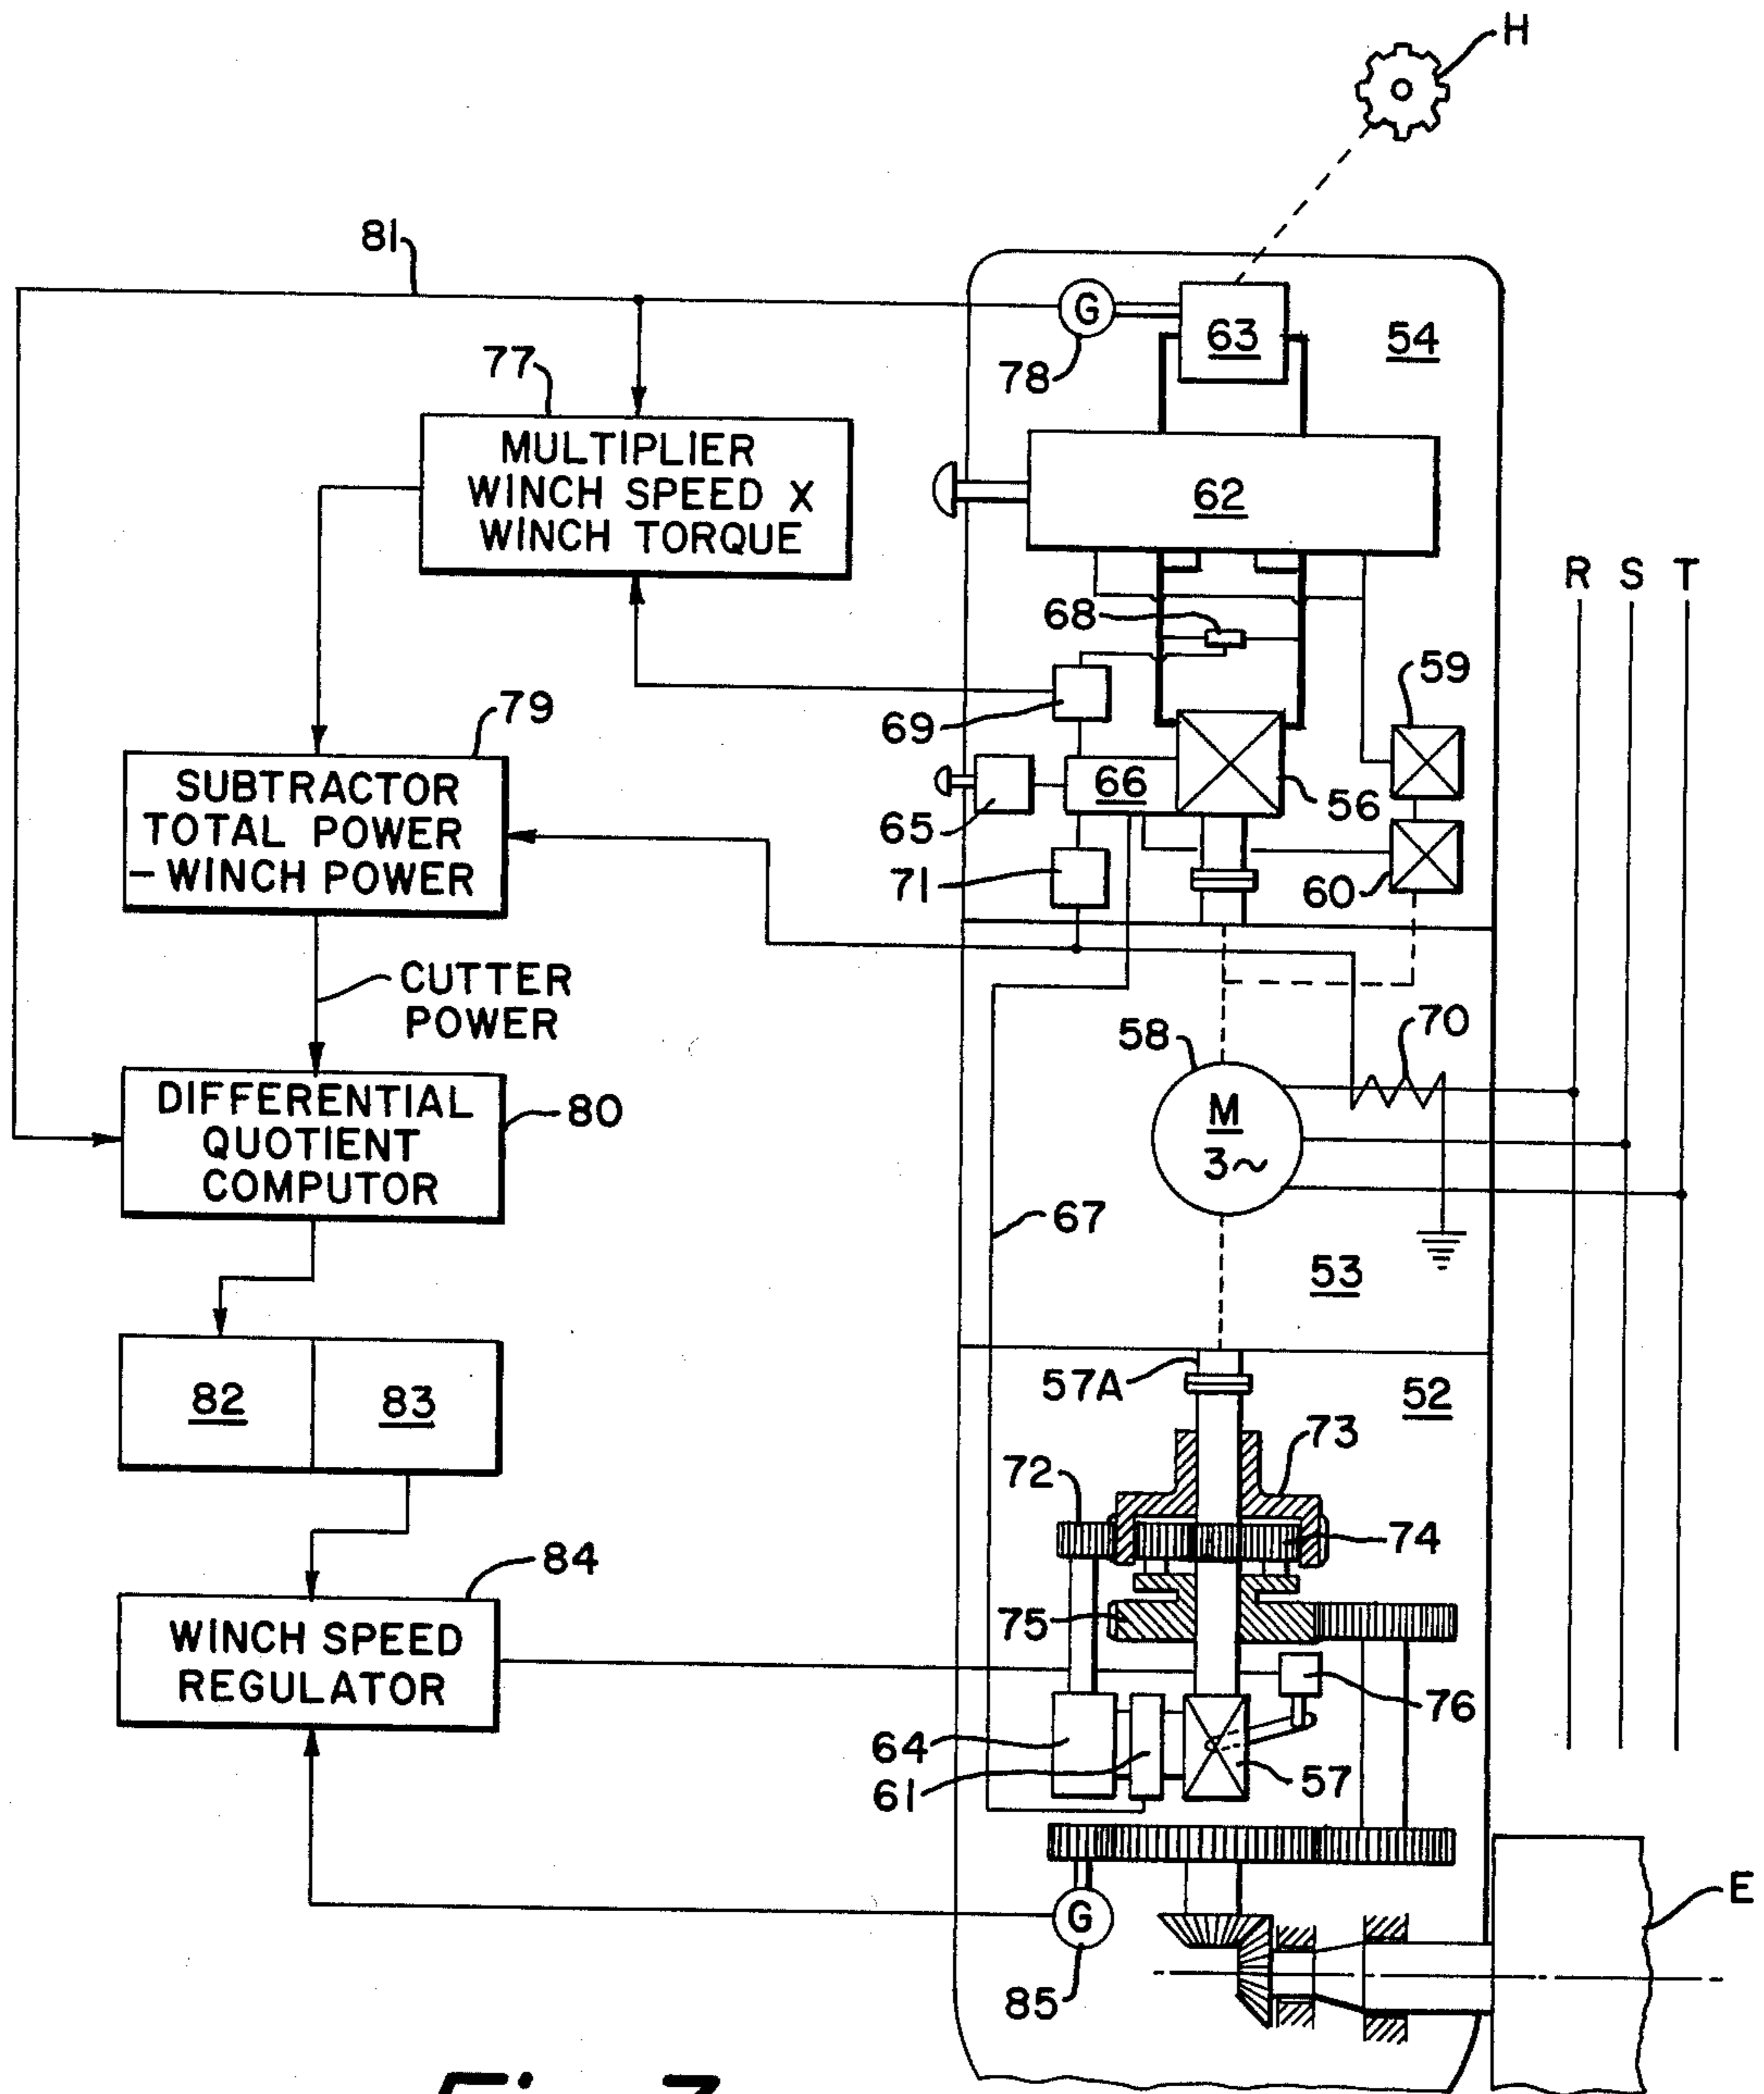 H
81
G
63
54
78
77
MULTIPLIER
WINCH SPEED X
WINCH TORQUE
62
R S T
68
59
69
79
SUBTRACTOR
TOTAL POWER
- WINCH POWER
66
56
65
71
60
CUTTER
POWER
70
58
M
3~
DIFFERENTIAL
QUOTIENT
COMPUTOR
80
67
53
82
83
57A
52
73
72
74
84
75
WINCH SPEED
REGULATOR
76
64
61
57
E
G
85